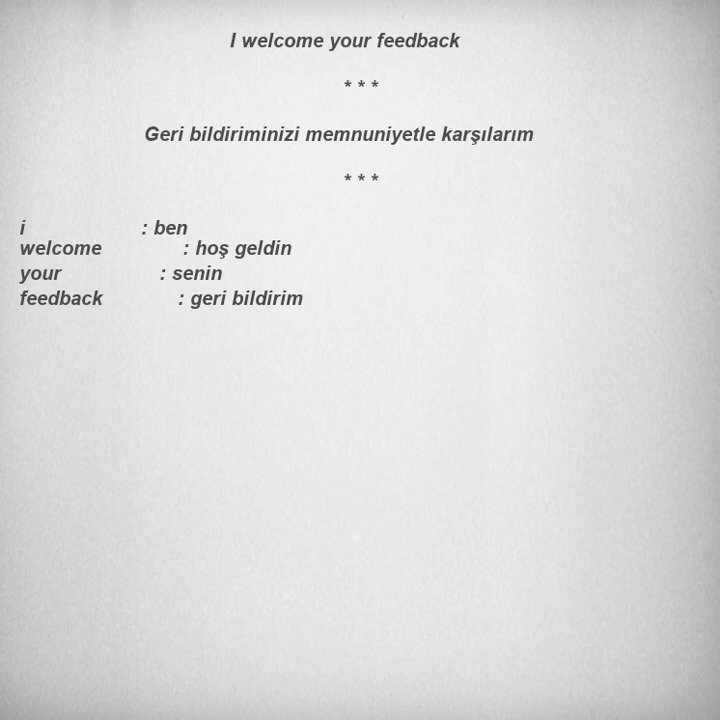 I welcome your feedback
* * *
Geri bildiriminizi memnuniyetle karşılarım
* * *
i : ben
welcome : hoş geldin
your : senin
feedback : geri bildirim